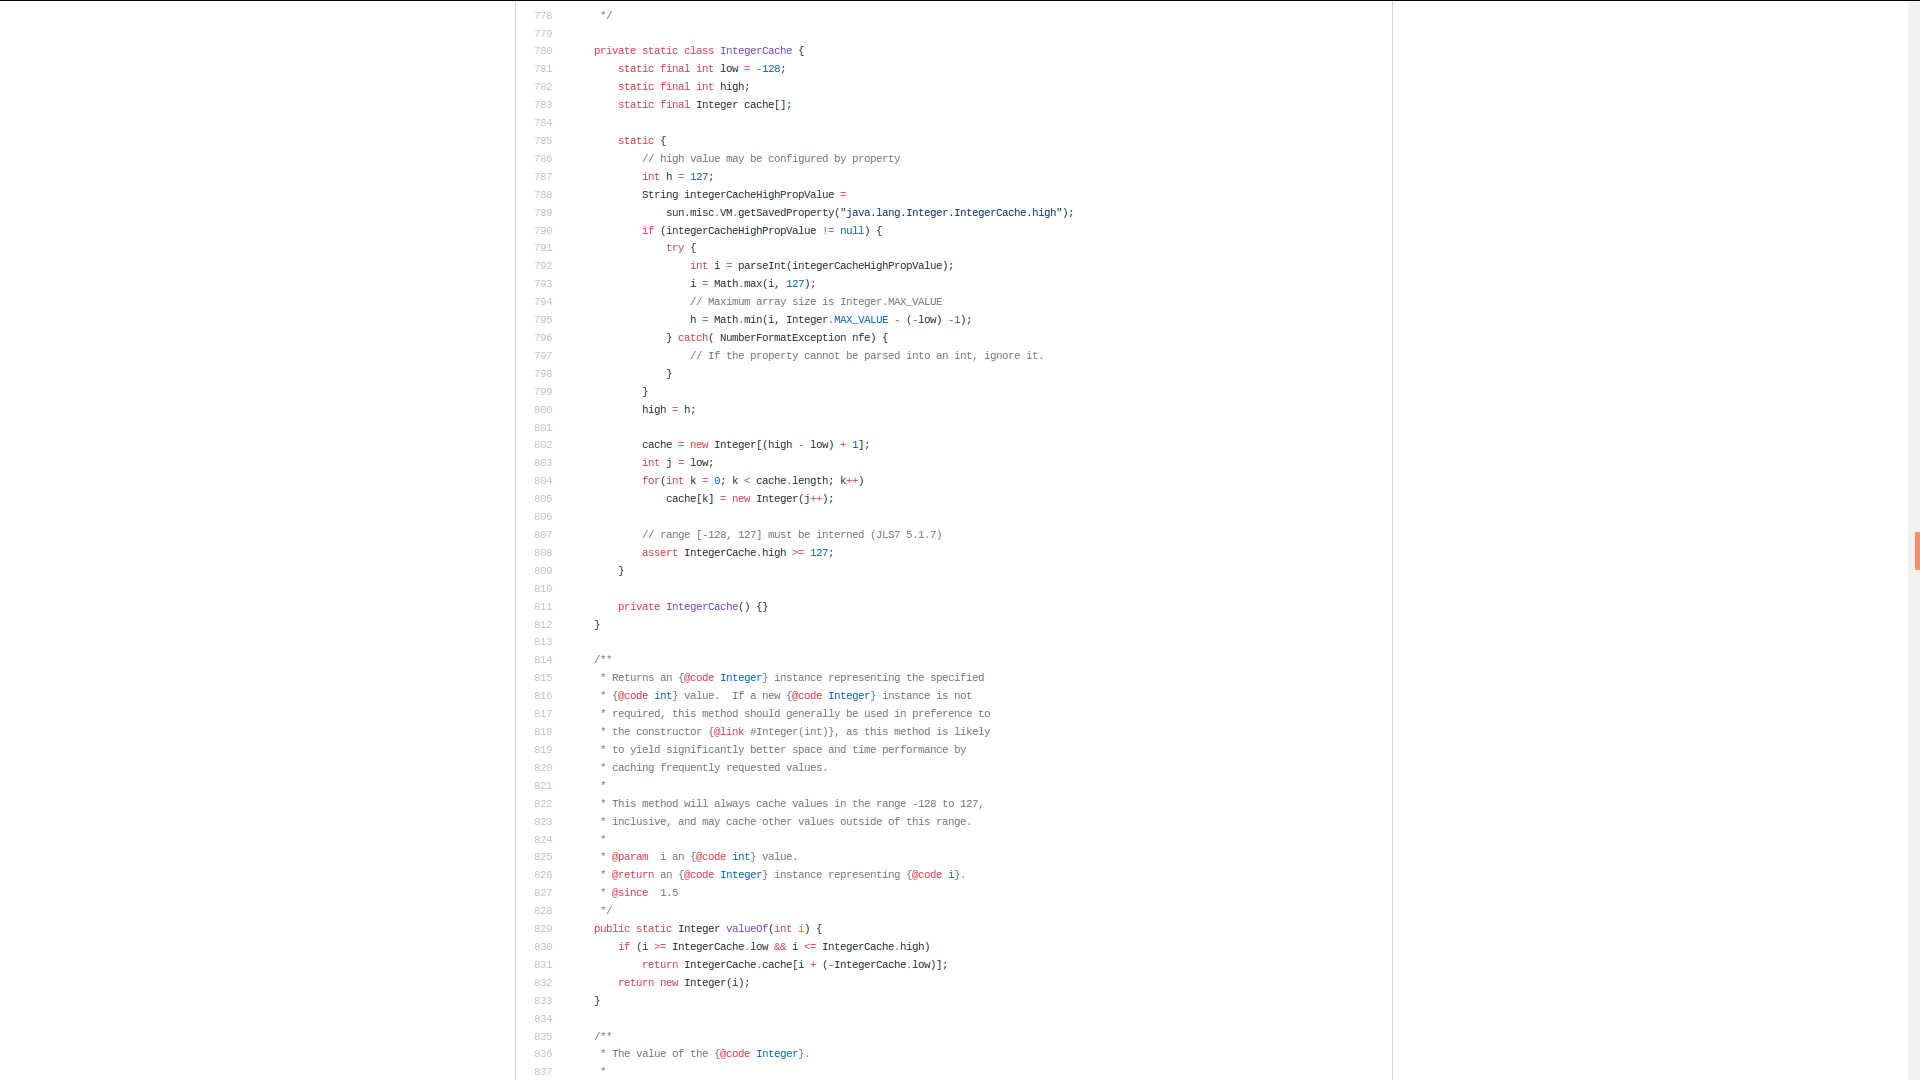 778         */
779
780        private static class IntegerCache {
781            static final int low = -128;
782            static final int high;
783            static final Integer cache[];
784
785            static {
786                // high value may be configured by property
787                int h = 127;
788                String integerCacheHighPropValue =
789                    sun.misc.VM.getSavedProperty("java.lang.Integer.IntegerCache.high");
790                if (integerCacheHighPropValue != null) {
791                    try {
792                        int i = parseInt(integerCacheHighPropValue);
793                        i = Math.max(i, 127);
794                        // Maximum array size is Integer.MAX_VALUE
795                        h = Math.min(i, Integer.MAX_VALUE - (-low) -1);
796                    } catch( NumberFormatException nfe) {
797                        // If the property cannot be parsed into an int, ignore it.
798                    }
799                }
800                high = h;
801
802                cache = new Integer[(high - low) + 1];
803                int j = low;
804                for(int k = 0; k < cache.length; k++)
805                    cache[k] = new Integer(j++);
806
807                // range [-128, 127] must be interned (JLS7 5.1.7)
808                assert IntegerCache.high >= 127;
809            }
810
811            private IntegerCache() {}
812        }
813
814        /**
815         * Returns an {@code Integer} instance representing the specified
816         * {@code int} value.  If a new {@code Integer} instance is not
817         * required, this method should generally be used in preference to
818         * the constructor {@link #Integer(int)}, as this method is likely
819         * to yield significantly better space and time performance by
820         * caching frequently requested values.
821         *
822         * This method will always cache values in the range -128 to 127,
823         * inclusive, and may cache other values outside of this range.
824         *
825         * @param  i an {@code int} value.
826         * @return an {@code Integer} instance representing {@code i}.
827         * @since  1.5
828         */
829        public static Integer valueOf(int i) {
830            if (i >= IntegerCache.low && i <= IntegerCache.high)
831                return IntegerCache.cache[i + (-IntegerCache.low)];
832            return new Integer(i);
833        }
834
835        /**
836         * The value of the {@code Integer}.
837         *